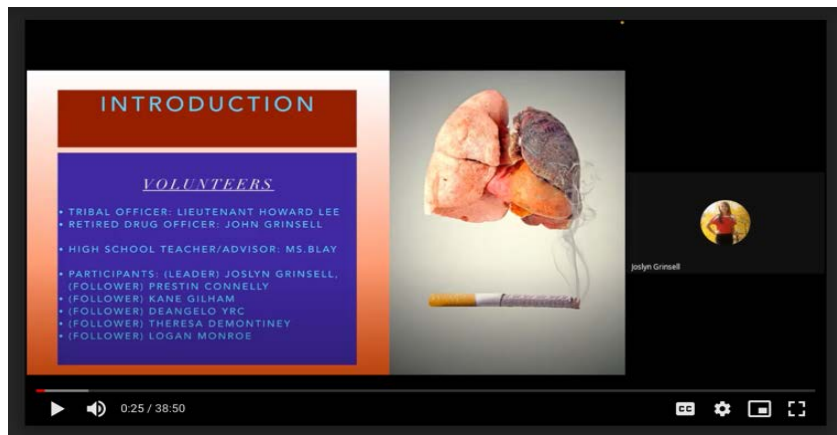 INTRODUCTION
VOLUNTEERS
• TRIBAL OFFICER: LIEUTENANT HOWARD LEE
• RETIRED DRUG OFFICER: JOHN GRINSELL
• HIGH SCHOOL TEACHER/ADVISOR: MS.BLAY
• PARTICIPANTS: (LEADER) JOSLYN GRINSELL,
(FOLLOWER) PRESTIN CONNELLY
• (FOLLOWER) KANE GILHAM
• (FOLLOWER) DEANGELO YRC
• (FOLLOWER) THERESA DEMONTINEY
• (FOLLOWER) LOGAN MONROE
Joslyn Grinsell
0:25 / 38:50
CC